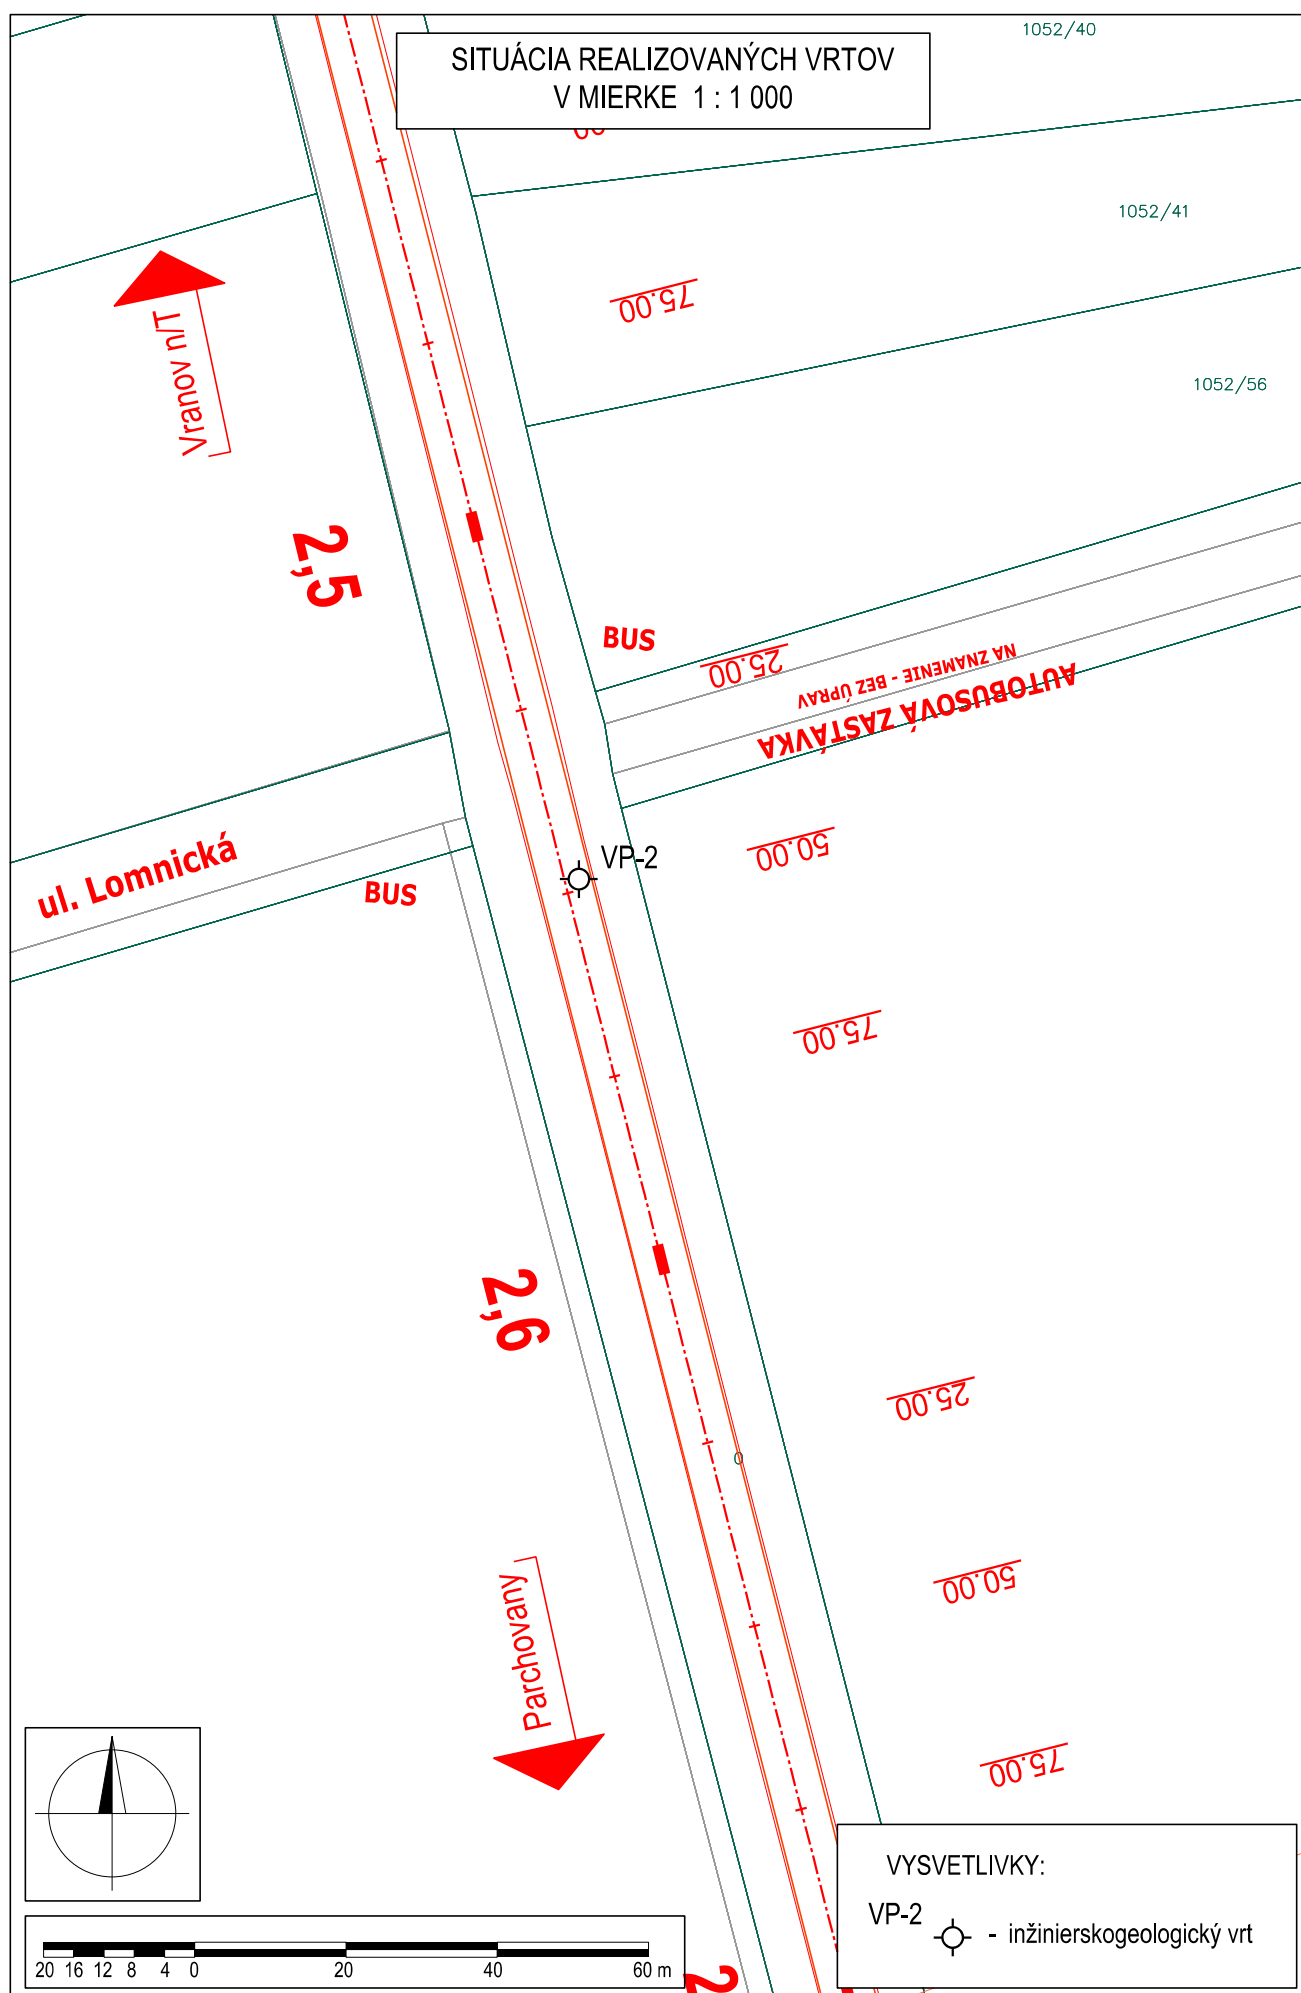 1052/40
SITUÁCIA REALIZOVANÝCH VRTOV
V MIERKE 1 : 1 000
1052/41
75.00
Vranov n/T
1052/56
2,5
BUS
25.00
NA ZNAMENIE - BEZ ÚPRAV
AUTOBUSOVÁ ZASTÁVKA
ul. Lomnická
BUS
VP-2
50.00
75.00
2,6
25.00
0
50.00
Parchovany
75.00
VYSVETLIVKY:
VP-2
- inžinierskogeologický vrt
20 16 12 8 4 0 20 40 60 m